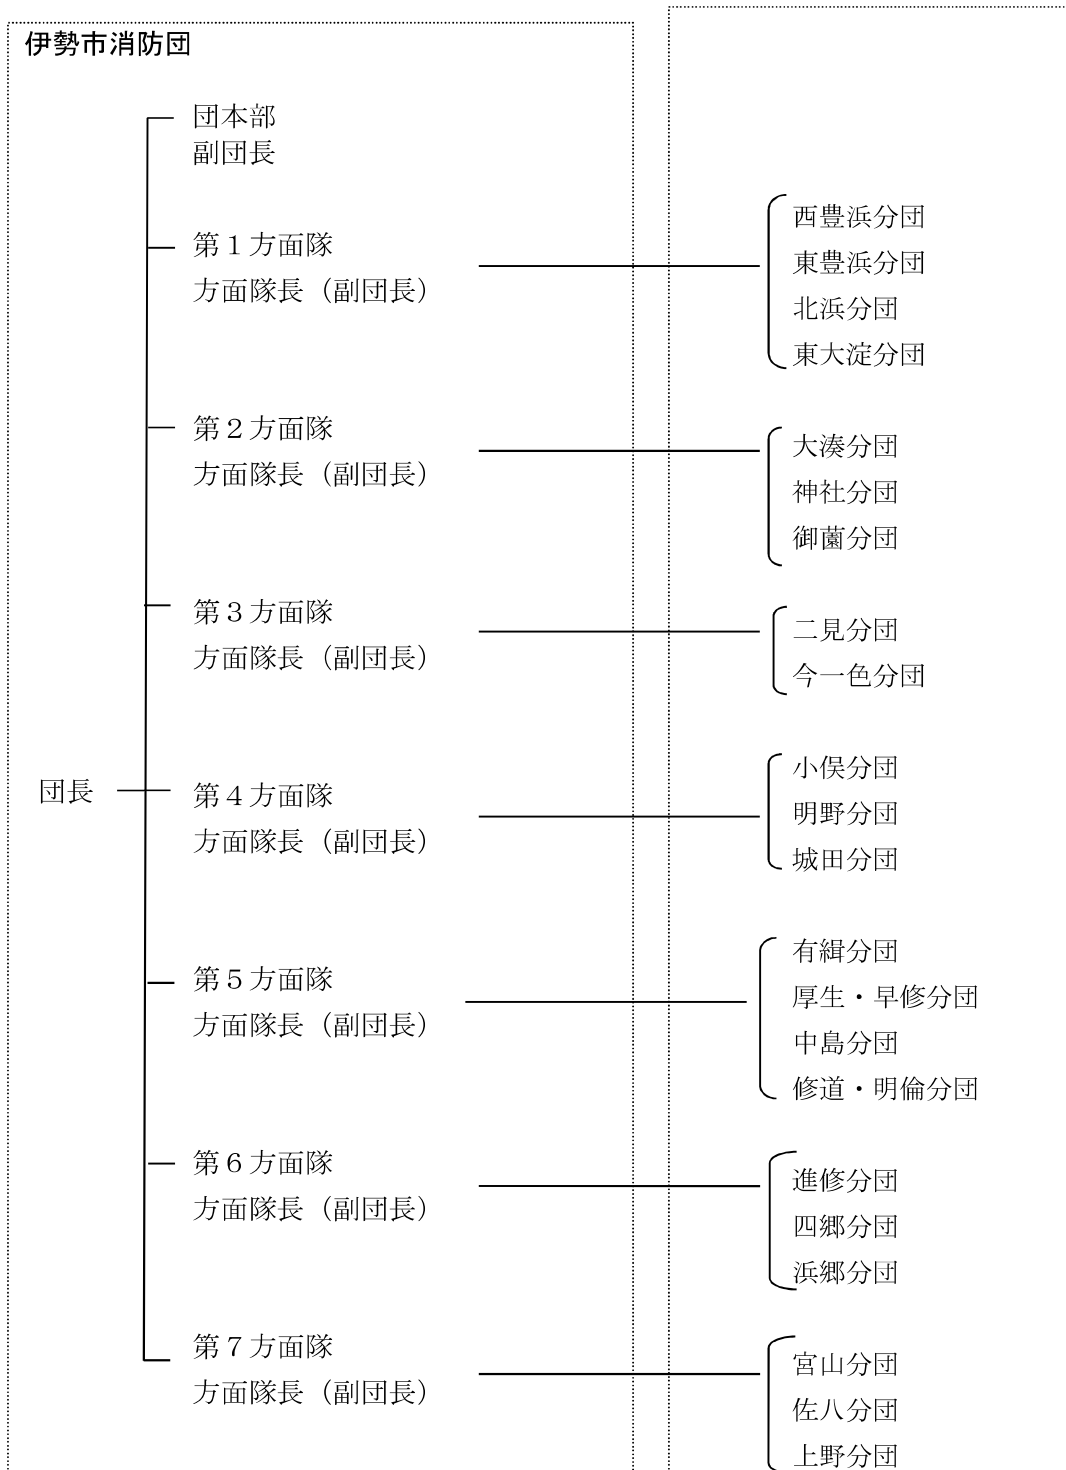 伊勢市消防団
団本部
副団長
第１方面隊
方面隊長（副団長）
西豊浜分団
東豊浜分団
北浜分団
東大淀分団
第２方面隊
方面隊長（副団長）
大湊分団
神社分団
御薗分団
第３方面隊
方面隊長（副団長）
二見分団
今一色分団
団長
第４方面隊
方面隊長（副団長）
小俣分団
明野分団
城田分団
第５方面隊
方面隊長（副団長）
有緝分団
厚生・早修分団
中島分団
修道・明倫分団
第６方面隊
方面隊長（副団長）
進修分団
四郷分団
浜郷分団
第７方面隊
方面隊長（副団長）
宮山分団
佐八分団
上野分団